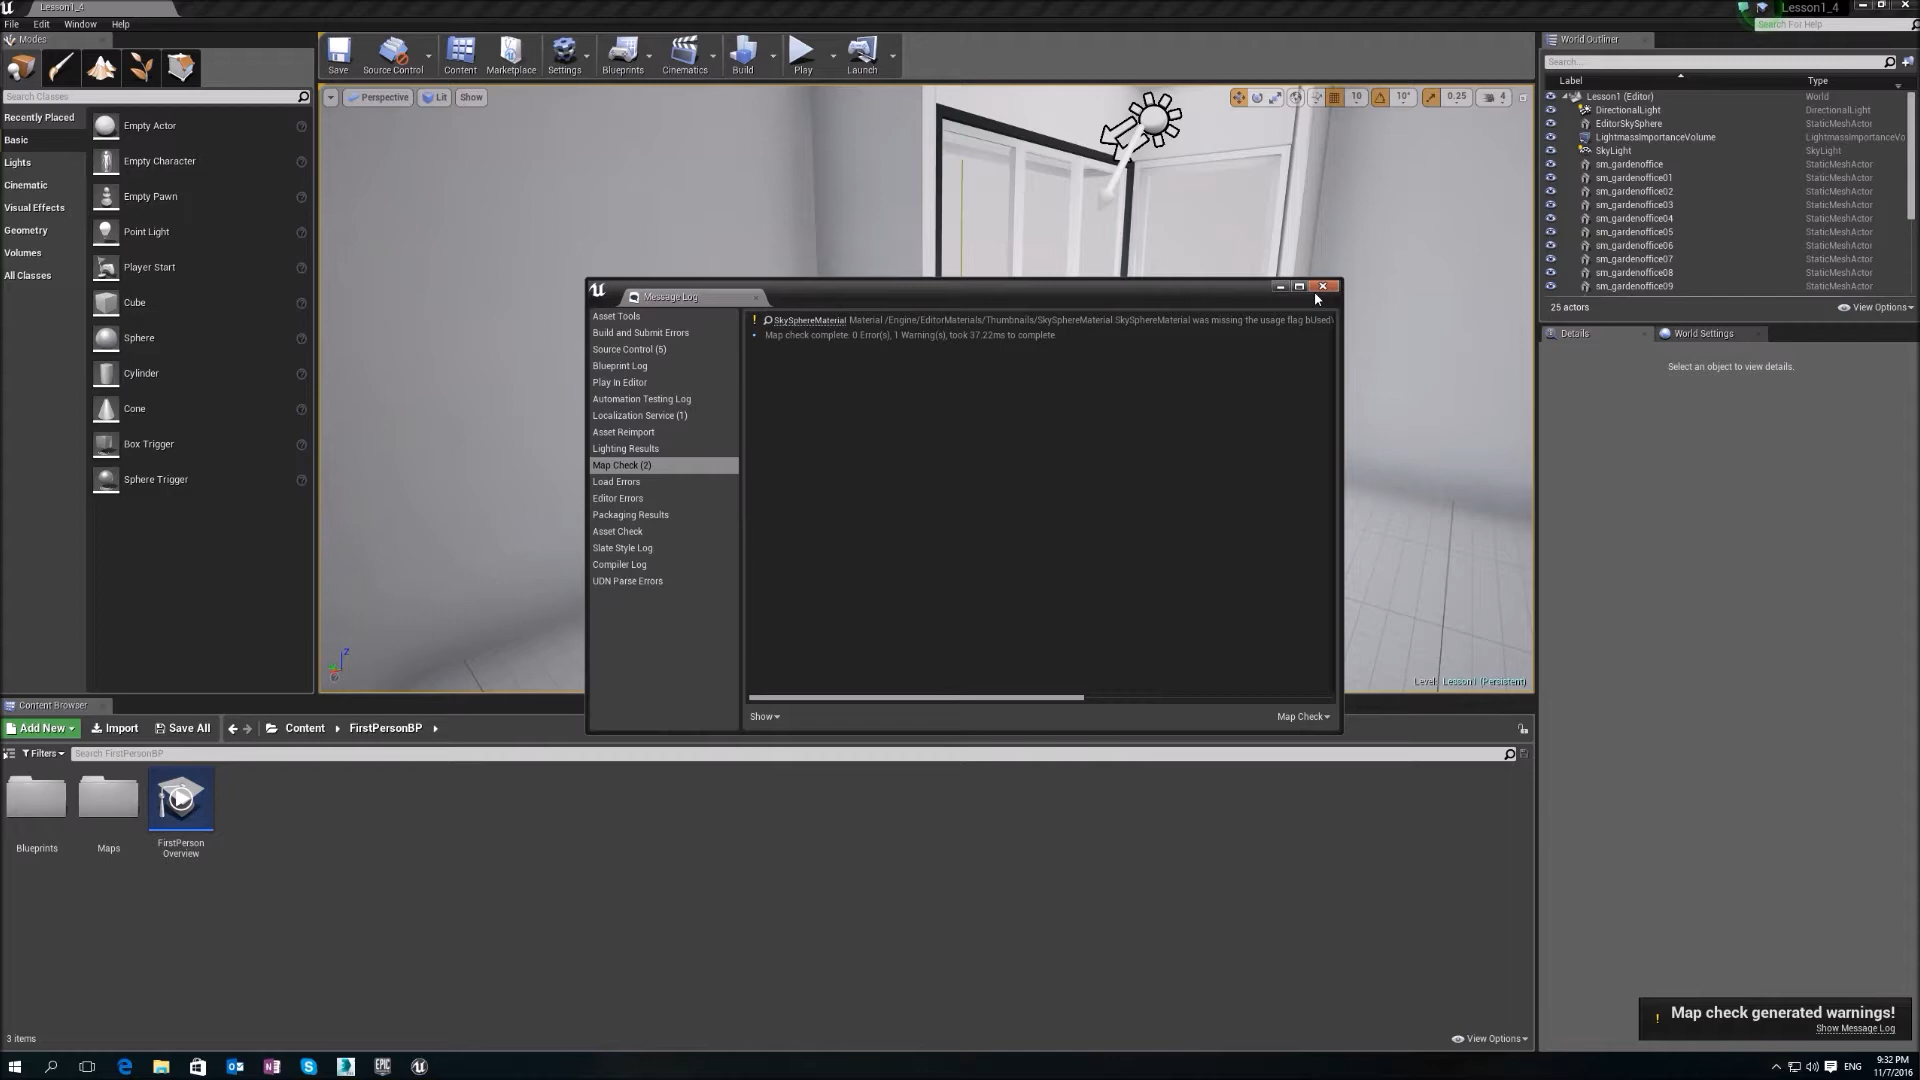 Lesson1_4
Lesson1_4
File Edit Window Help
Search For Help
Modes
Save Source Control Content Marketplace Settings Blueprints Cinematics Build Play Launch
World Outliner
Search...
Label Type
Search Classes
Perspective Lit Show
10 10° 0.25 4
Recently Placed
Basic
Lights
Cinematic
Visual Effects
Geometry
Volumes
All Classes
Empty Actor
Empty Character
Empty Pawn
Point Light
Player Start
Cube
Sphere
Cylinder
Cone
Box Trigger
Sphere Trigger
Lesson1 (Editor) World
DirectionalLight DirectionalLight
EditorSkySphere StaticMeshActor
LightmassImportanceVolume LightmassImportanceVo
SkyLight SkyLight
sm_gardenoffice StaticMeshActor
sm_gardenoffice01 StaticMeshActor
sm_gardenoffice02 StaticMeshActor
sm_gardenoffice03 StaticMeshActor
sm_gardenoffice04 StaticMeshActor
sm_gardenoffice05 StaticMeshActor
sm_gardenoffice06 StaticMeshActor
sm_gardenoffice07 StaticMeshActor
sm_gardenoffice08 StaticMeshActor
sm_gardenoffice09 StaticMeshActor
25 actors View Options
Details World Settings
Select an object to view details.
Message Log
Asset Tools
Build and Submit Errors
Source Control (5)
Blueprint Log
Play In Editor
Automation Testing Log
Localization Service (1)
Asset Reimport
Lighting Results
Map Check (2)
Load Errors
Editor Errors
Packaging Results
Asset Check
Slate Style Log
Compiler Log
UDN Parse Errors
SkySphereMaterial Material /Engine/EditorMaterials/Thumbnails/SkySphereMaterial SkySphereMaterial was missing the usage flag bUsed
Map check complete: 0 Error(s), 1 Warning(s), took 37.22ms to complete.
Show Map Check
Z
Level: Lesson1 (Persistent)
Content Browser
Add New Import Save All Content FirstPersonBP
Filters Search FirstPersonBP
Blueprints
Maps
FirstPerson
Overview
3 items View Options
Map check generated warnings!
Show Message Log
EPIC
ENG
9:32 PM
11/7/2016